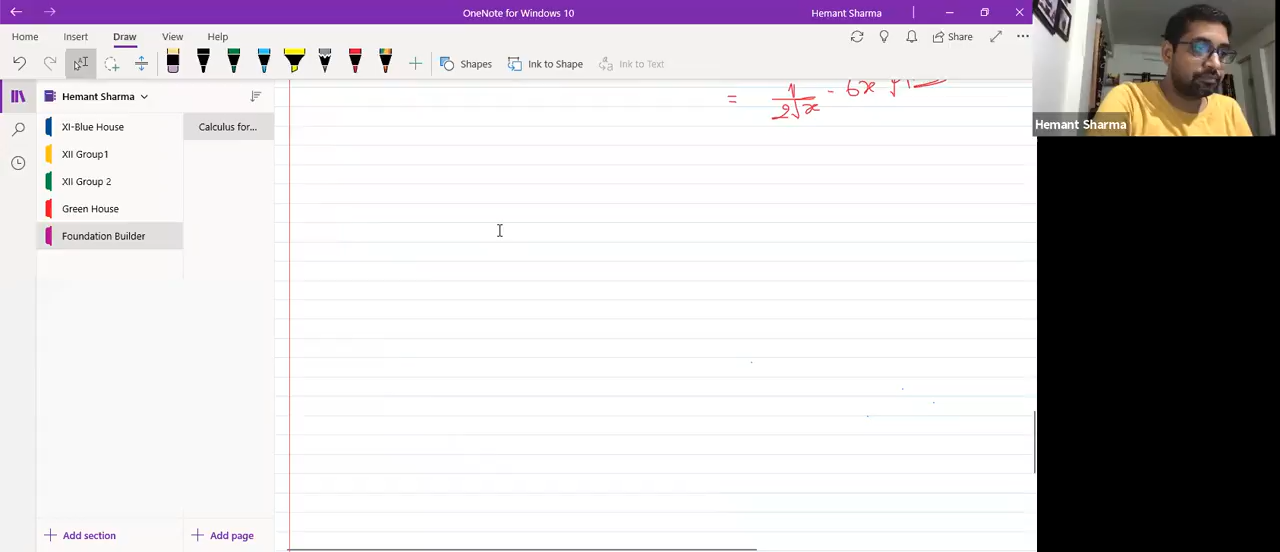 OneNote for Windows 10
Hemant Sharma
Home
Insert
Draw
View
Help
Share
Shapes
Ink to Shape
Ink to Text
Hemant Sharma
XI-Blue House
XII Group1
XII Group 2
Green House
Foundation Builder
Calculus for...
Add section
Add page
= 1/2√x - 6x
Hemant Sharma